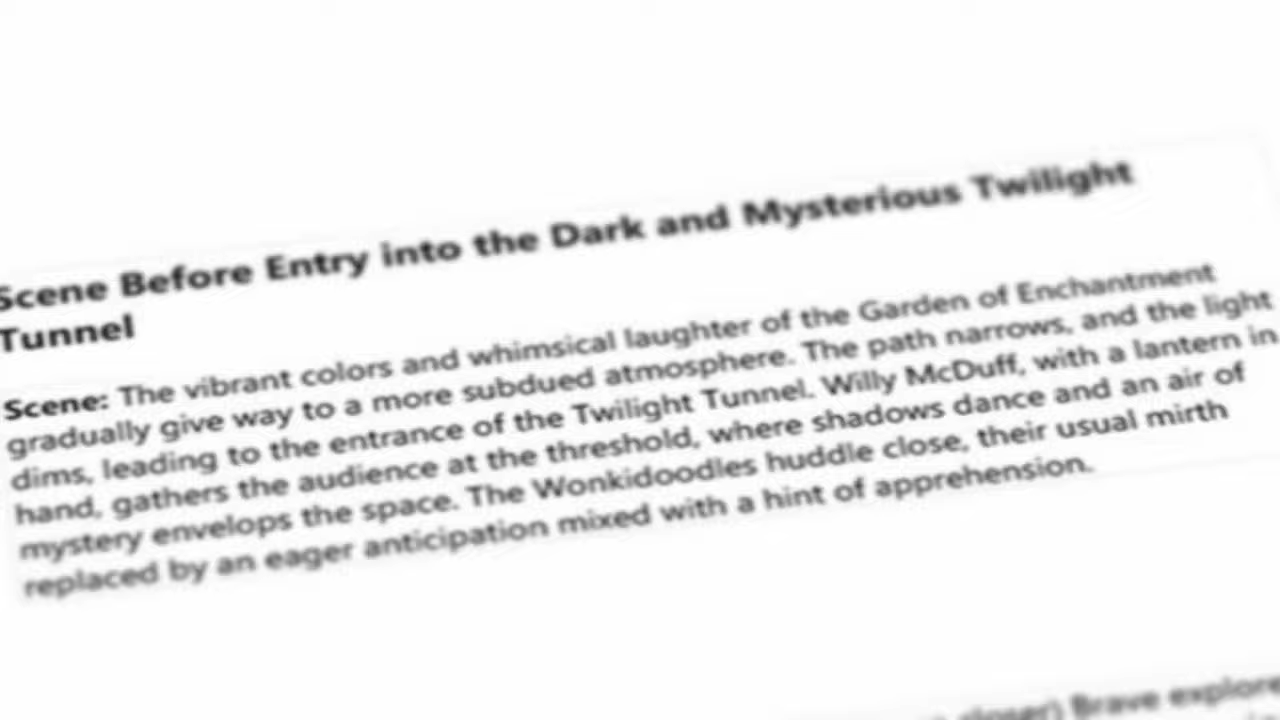 Scene Before Entry into the Dark and Mysterious Twilight
Tunnel
Scene: The vibrant colors and whimsical laughter of the Garden of Enchantment
gradually give way to a more subdued atmosphere. The path narrows, and the light
dims, leading to the entrance of the Twilight Tunnel. Willy McDuff, with a lantern in
hand, gathers the audience at the threshold, where shadows dance and an air of
mystery envelops the space. The Wonkidoodles huddle close, their usual mirth
replaced by an eager anticipation mixed with a hint of apprehension.
closer) Brave